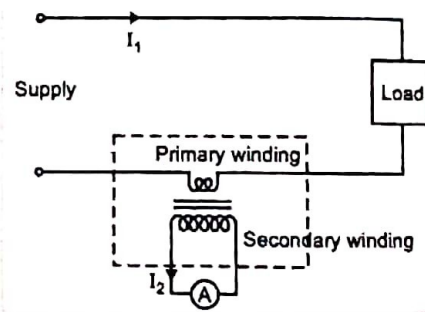 I₁
Supply
Load
Primary winding
Secondary winding
I₂
A